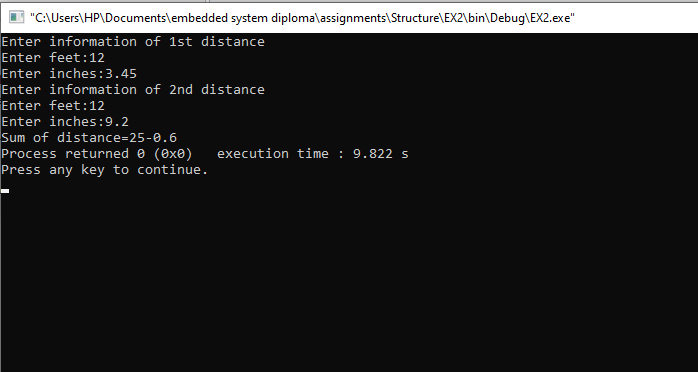 "C:\Users\HP\Documents\embedded system diploma\assignments\Structure\EX2\bin\Debug\EX2.exe"
Enter information of 1st distance
Enter feet:12
Enter inches:3.45
Enter information of 2nd distance
Enter feet:12
Enter inches:9.2
Sum of distance=25-0.6
Process returned 0 (0x0)   execution time : 9.822 s
Press any key to continue.